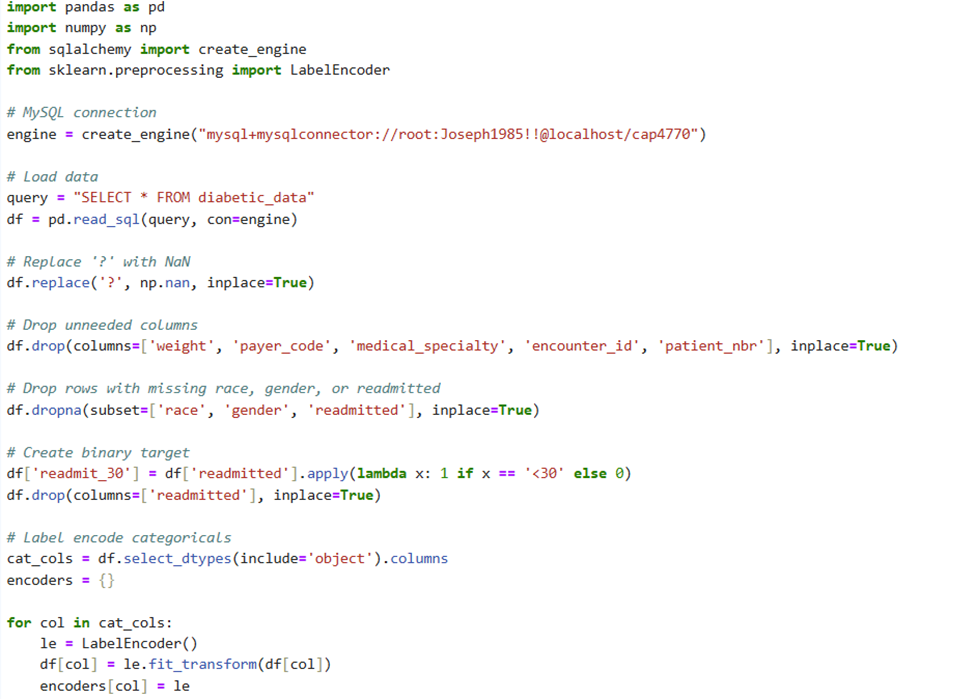 import pandas as pd
import numpy as np
from sqlalchemy import create_engine
from sklearn.preprocessing import LabelEncoder

# MySQL connection
engine = create_engine("mysql+mysqlconnector://root:Joseph1985!!@localhost/cap4770")

# Load data
query = "SELECT * FROM diabetic_data"
df = pd.read_sql(query, con=engine)

# Replace '?' with NaN
df.replace('?', np.nan, inplace=True)

# Drop unneeded columns
df.drop(columns=['weight', 'payer_code', 'medical_specialty', 'encounter_id', 'patient_nbr'], inplace=True)

# Drop rows with missing race, gender, or readmitted
df.dropna(subset=['race', 'gender', 'readmitted'], inplace=True)

# Create binary target
df['readmit_30'] = df['readmitted'].apply(lambda x: 1 if x == '<30' else 0)
df.drop(columns=['readmitted'], inplace=True)

# Label encode categoricals
cat_cols = df.select_dtypes(include='object').columns
encoders = {}

for col in cat_cols:
    le = LabelEncoder()
    df[col] = le.fit_transform(df[col])
    encoders[col] = le